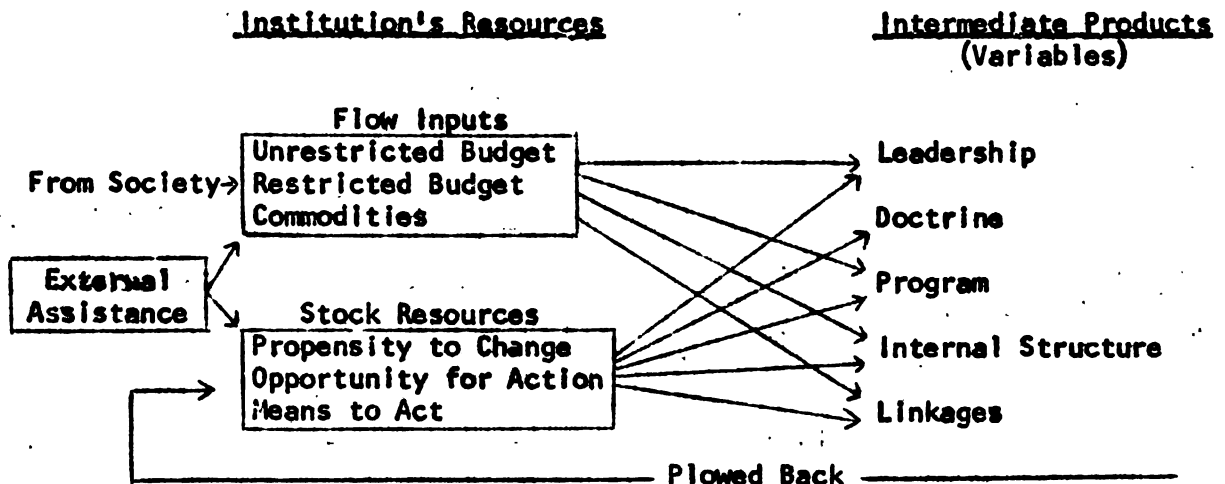 Institution's Resources
Intermediate Products
(Variables)
Flow Inputs
Unrestricted Budget
Restricted Budget
Commodities
From Society
External
Assistance
Stock Resources
Propensity to Change
Opportunity for Action
Means to Act
Leadership
Doctrine
Program
Internal Structure
Linkages
Plowed Back